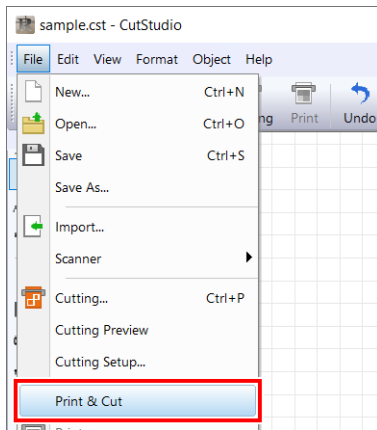 sample.cst - CutStudio
File Edit View Format Object Help
New... Ctrl+N
Open... Ctrl+O
Save Ctrl+S
Save As...
Import...
Scanner
Cutting... Ctrl+P
Cutting Preview
Cutting Setup...
Print & Cut
ng Print Undo